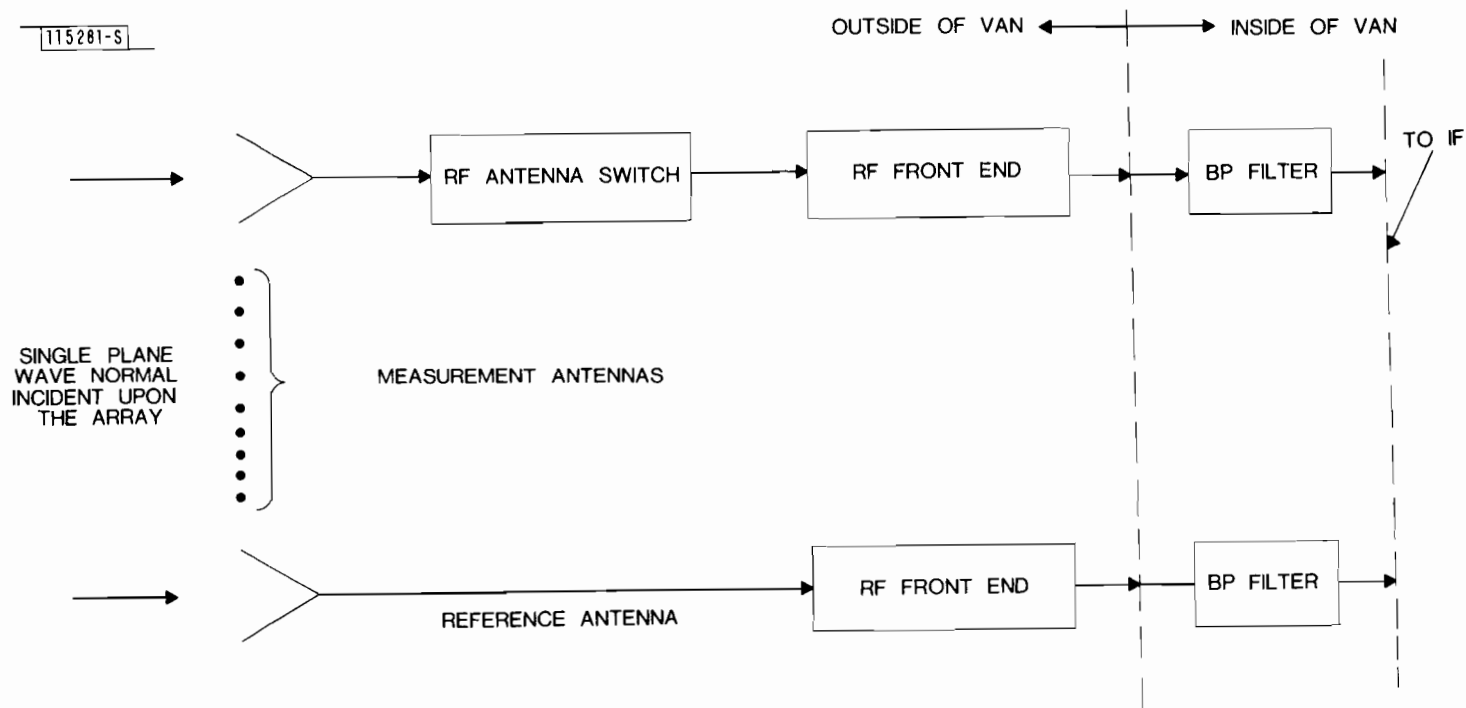 115261-S
OUTSIDE OF VAN
INSIDE OF VAN
TO IF
RF ANTENNA SWITCH
RF FRONT END
BP FILTER
SINGLE PLANE
WAVE NORMAL
INCIDENT UPON
THE ARRAY
MEASUREMENT ANTENNAS
RF FRONT END
BP FILTER
REFERENCE ANTENNA